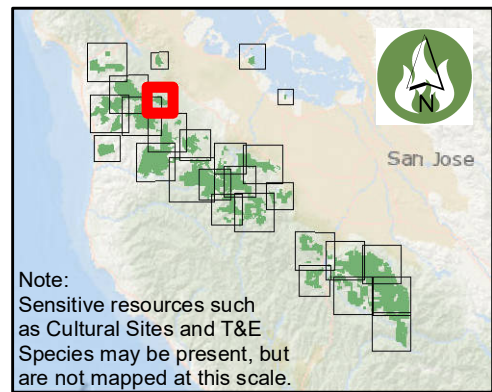 N
San Jose
Note:
Sensitive resources such
as Cultural Sites and T&E
Species may be present, but
are not mapped at this scale.